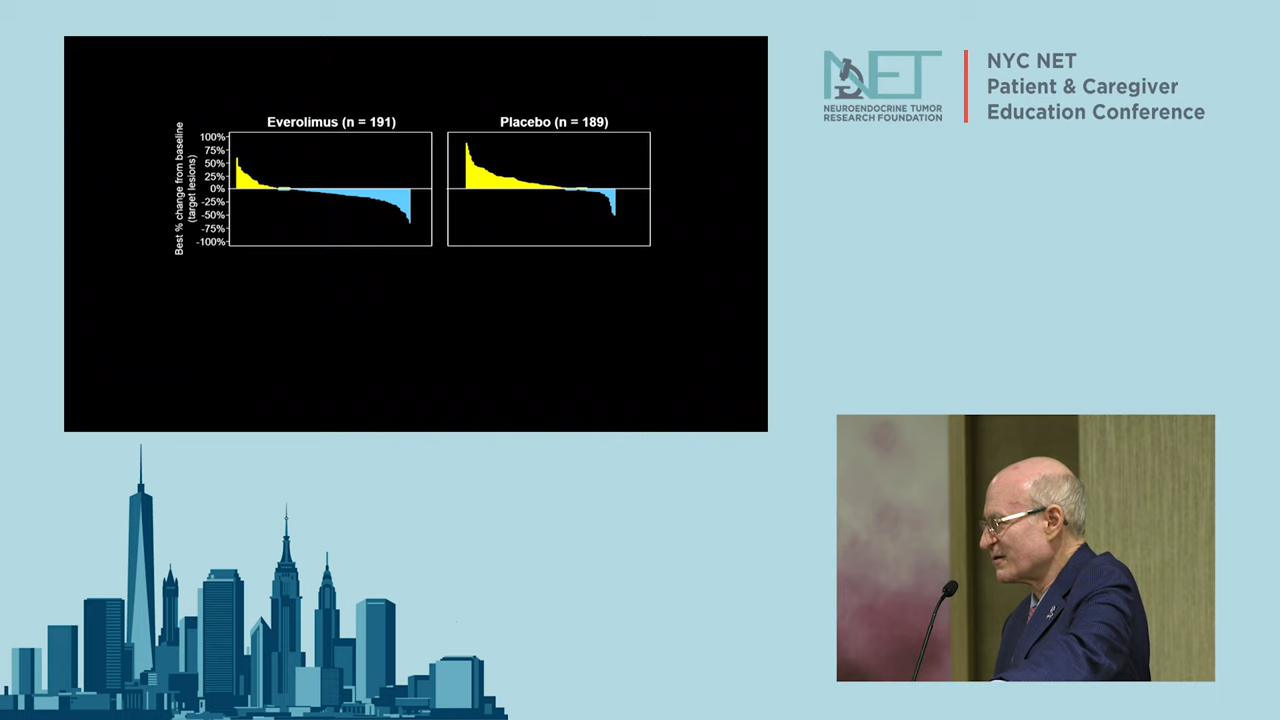 Everolimus (n = 191)
Placebo (n = 189)
Best % change from baseline
(target lesions)
100%
75%
50%
25%
0%
-25%
-50%
-75%
-100%
NET
NEUROENDOCRINE TUMOR
RESEARCH FOUNDATION
NYC NET
Patient & Caregiver
Education Conference